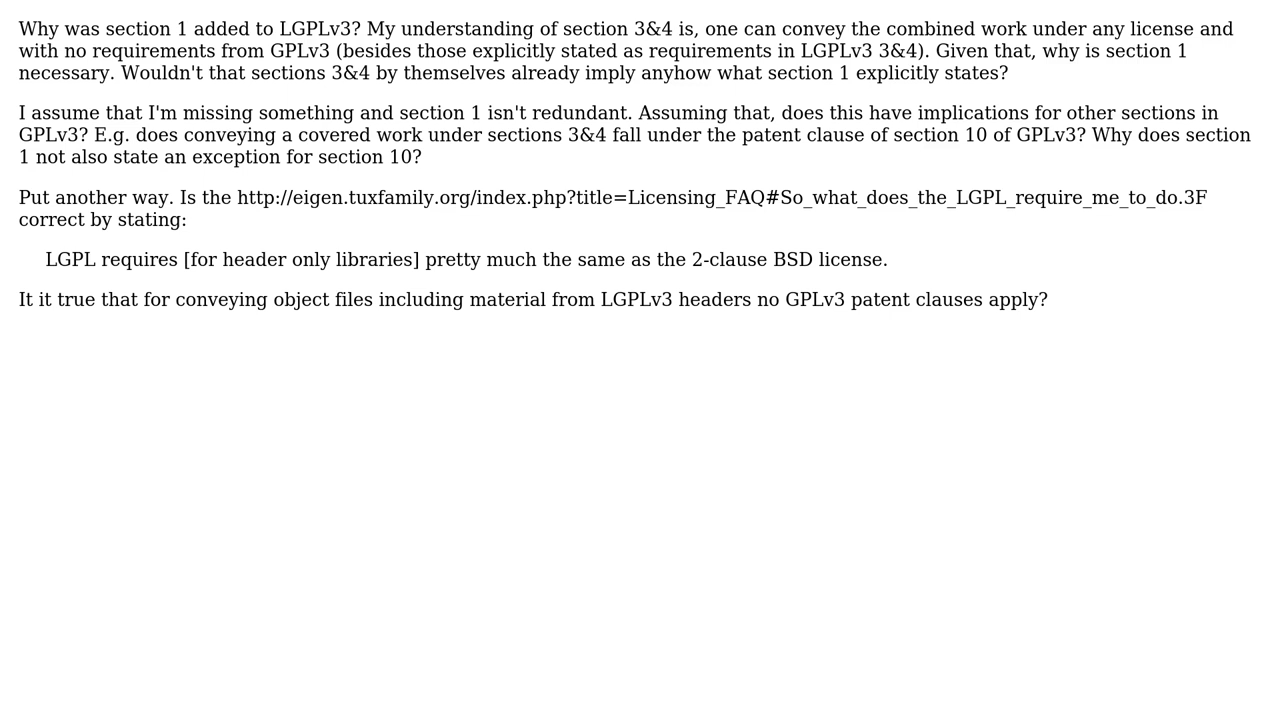 Why was section 1 added to LGPLv3? My understanding of section 3&4 is, one can convey the combined work under any license and
with no requirements from GPLv3 (besides those explicitly stated as requirements in LGPLv3 3&4). Given that, why is section 1
necessary. Wouldn't that sections 3&4 by themselves already imply anyhow what section 1 explicitly states?
I assume that I'm missing something and section 1 isn't redundant. Assuming that, does this have implications for other sections in
GPLv3? E.g. does conveying a covered work under sections 3&4 fall under the patent clause of section 10 of GPLv3? Why does section
1 not also state an exception for section 10?
Put another way. Is the http://eigen.tuxfamily.org/index.php?title=Licensing_FAQ#So_what_does_the_LGPL_require_me_to_do.3F
correct by stating:
LGPL requires [for header only libraries] pretty much the same as the 2-clause BSD license.
It it true that for conveying object files including material from LGPLv3 headers no GPLv3 patent clauses apply?